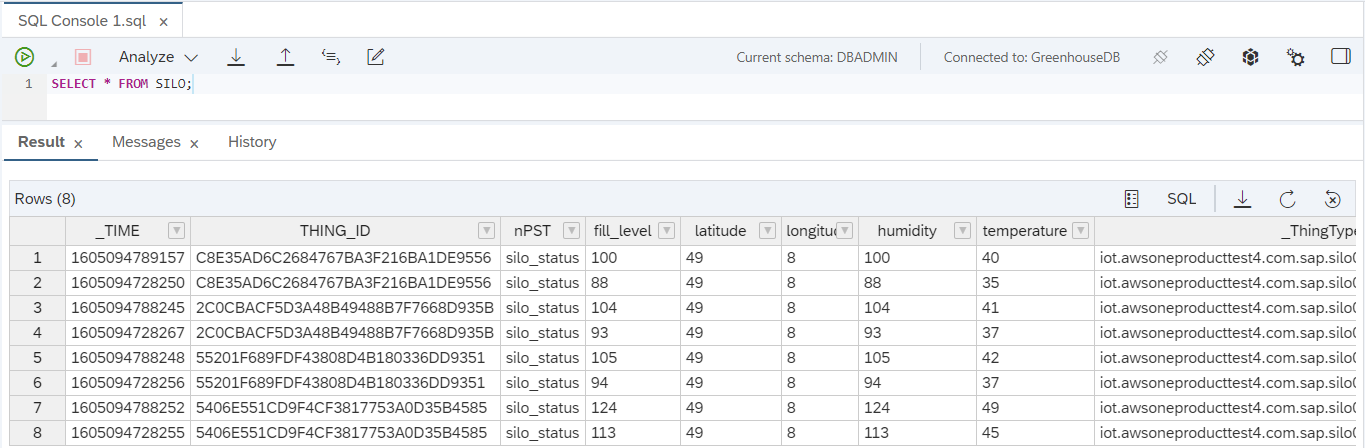 SQL Console 1.sql x
Analyze Current schema: DBADMIN Connected to: GreenhouseDB
1 SELECT * FROM SILO;
Result x Messages x History
Rows (8) SQL
_TIME THING_ID nPST fill_level latitude longitud humidity temperature _ThingType
1 1605094789157 C8E35AD6C2684767BA3F216BA1DE9556 silo_status 100 49 8 100 40 iot.awsoneproducttest4.com.sap.silo0
2 1605094728250 C8E35AD6C2684767BA3F216BA1DE9556 silo_status 88 49 8 88 35 iot.awsoneproducttest4.com.sap.silo0
3 1605094788245 2C0CBACF5D3A48B49488B7F7668D935B silo_status 104 49 8 104 41 iot.awsoneproducttest4.com.sap.silo0
4 1605094728267 2C0CBACF5D3A48B49488B7F7668D935B silo_status 93 49 8 93 37 iot.awsoneproducttest4.com.sap.silo0
5 1605094788248 55201F689FDF43808D4B180336DD9351 silo_status 105 49 8 105 42 iot.awsoneproducttest4.com.sap.silo0
6 1605094728256 55201F689FDF43808D4B180336DD9351 silo_status 94 49 8 94 37 iot.awsoneproducttest4.com.sap.silo0
7 1605094788252 5406E551CD9F4CF3817753A0D35B4585 silo_status 124 49 8 124 49 iot.awsoneproducttest4.com.sap.silo0
8 1605094728255 5406E551CD9F4CF3817753A0D35B4585 silo_status 113 49 8 113 45 iot.awsoneproducttest4.com.sap.silo0